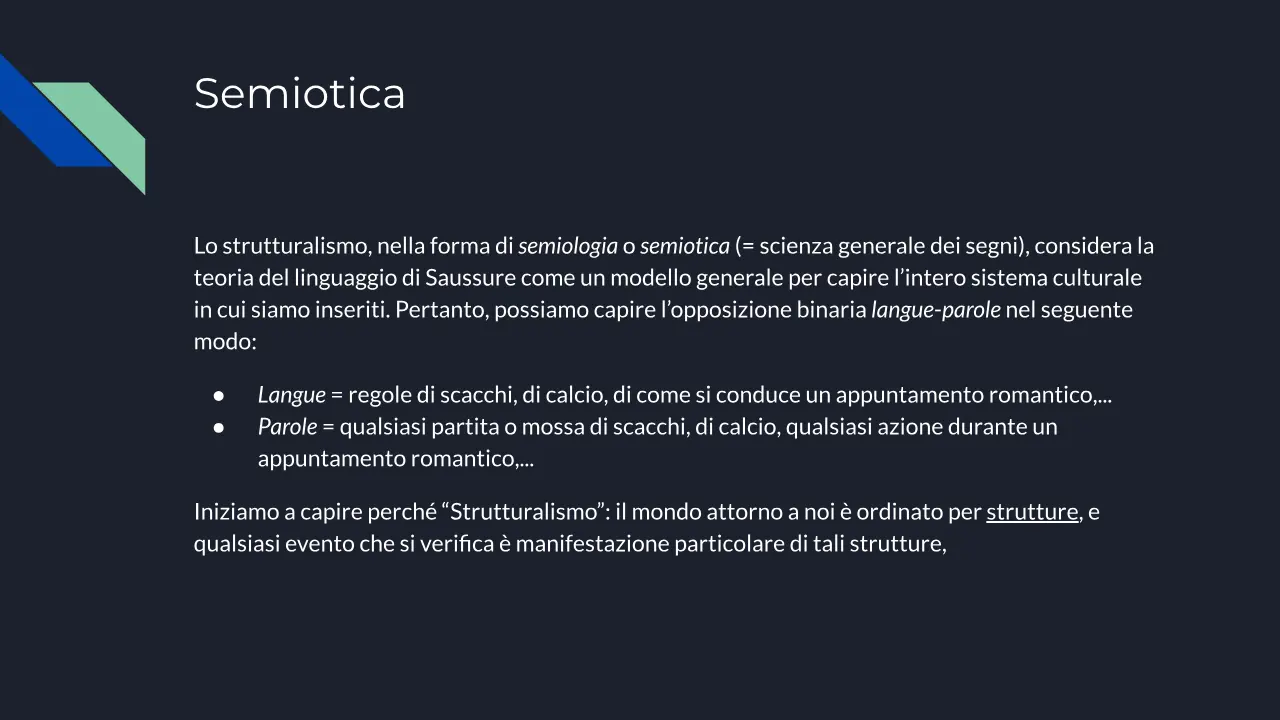 Semiotica
Lo strutturalismo, nella forma di semiologia o semiotica (= scienza generale dei segni), considera la
teoria del linguaggio di Saussure come un modello generale per capire l’intero sistema culturale
in cui siamo inseriti. Pertanto, possiamo capire l’opposizione binaria langue-parole nel seguente
modo:
● Langue = regole di scacchi, di calcio, di come si conduce un appuntamento romantico,...
● Parole = qualsiasi partita o mossa di scacchi, di calcio, qualsiasi azione durante un
appuntamento romantico,...
Iniziamo a capire perché “Strutturalismo”: il mondo attorno a noi è ordinato per strutture, e
qualsiasi evento che si verifica è manifestazione particolare di tali strutture,